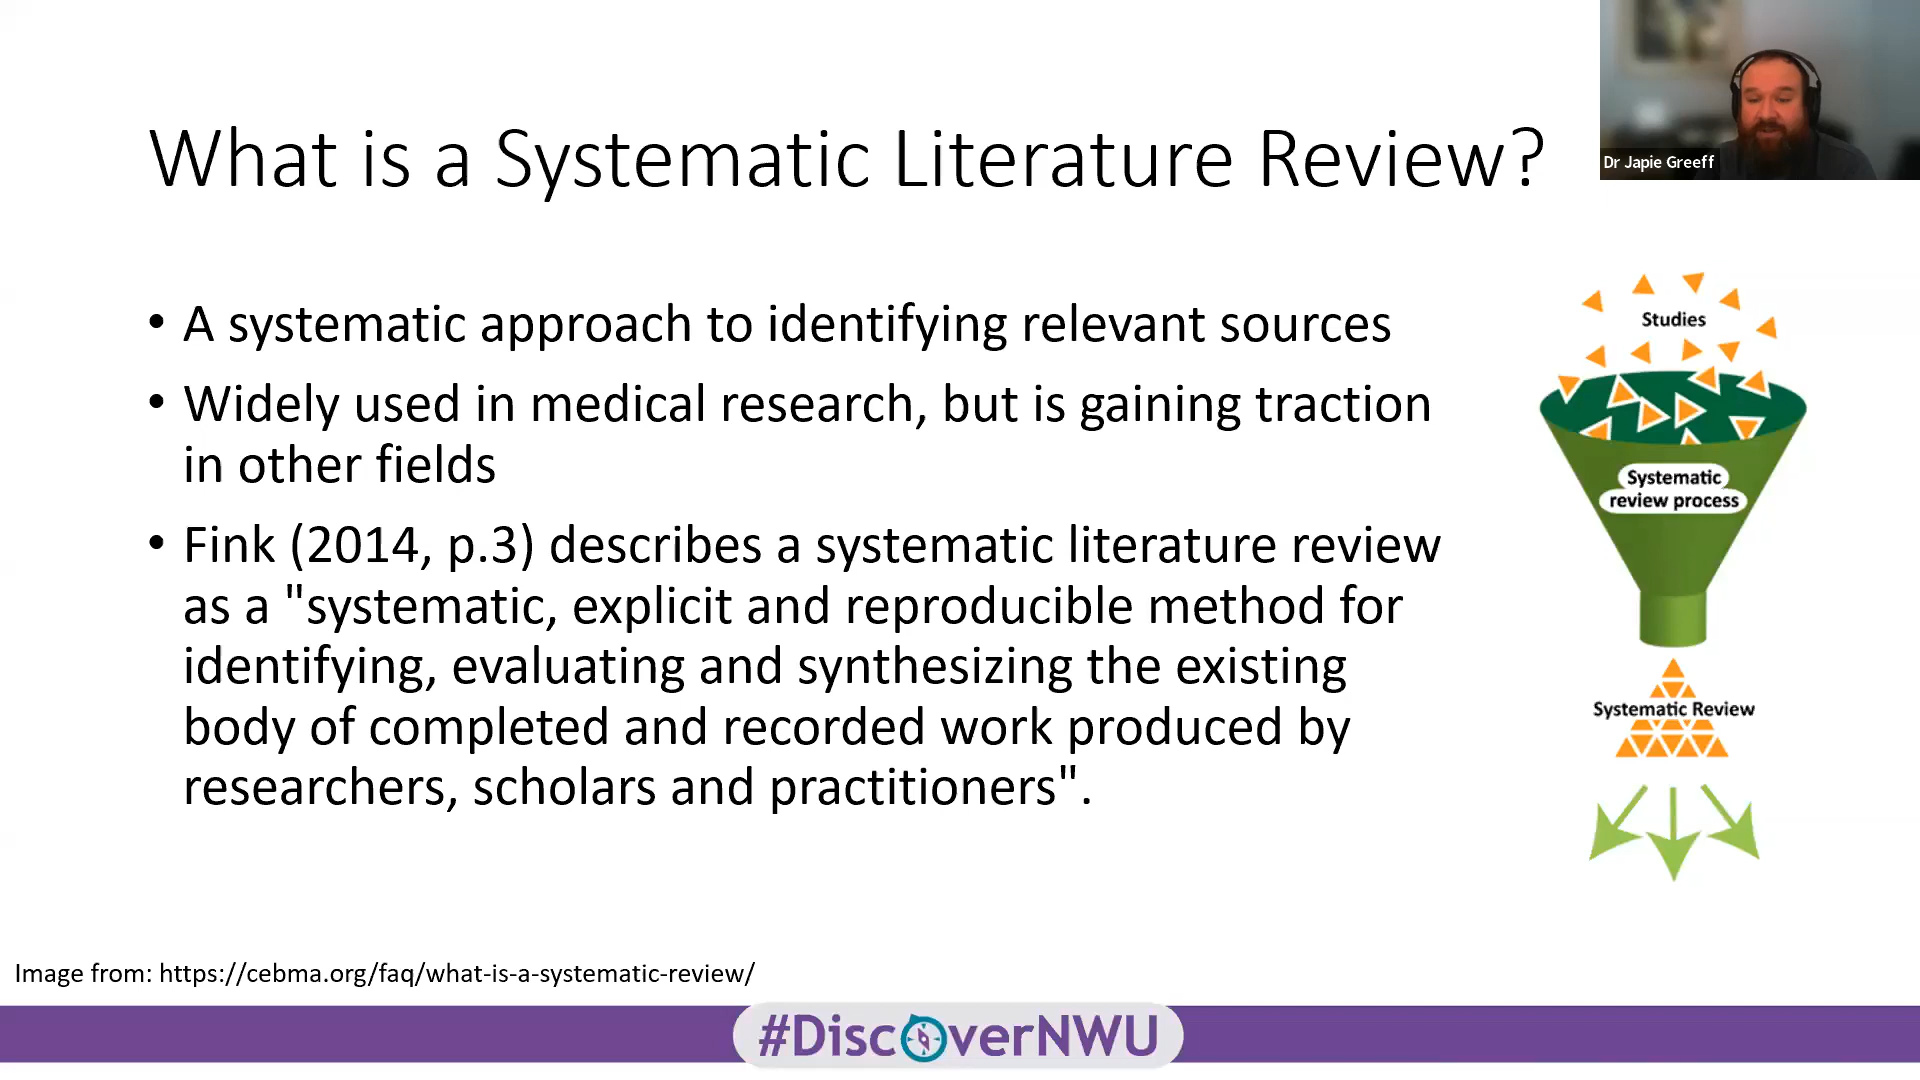 What is a Systematic Literature Review?
Dr Japie Greeff
• A systematic approach to identifying relevant sources
• Widely used in medical research, but is gaining traction
in other fields
• Fink (2014, p.3) describes a systematic literature review
as a "systematic, explicit and reproducible method for
identifying, evaluating and synthesizing the existing
body of completed and recorded work produced by
researchers, scholars and practitioners".
Studies
Systematic
review process
Systematic Review
Image from: https://cebma.org/faq/what-is-a-systematic-review/
#DiscoverNWU